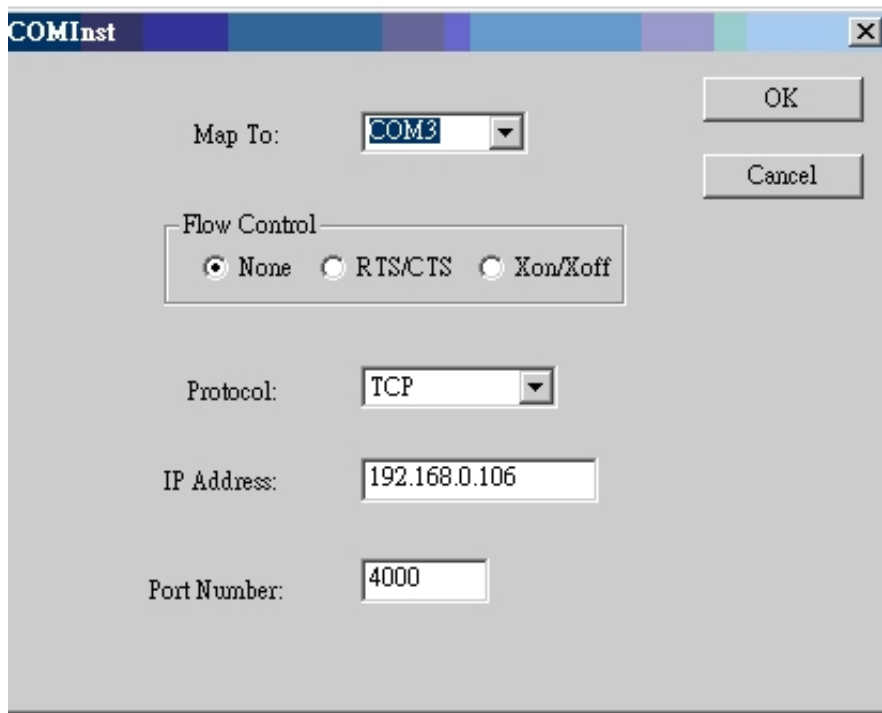 COMInst
OK
Map To: COM3
Cancel
Flow Control
None RTS/CTS Xon/Xoff
Protocol: TCP
IP Address: 192.168.0.106
Port Number: 4000